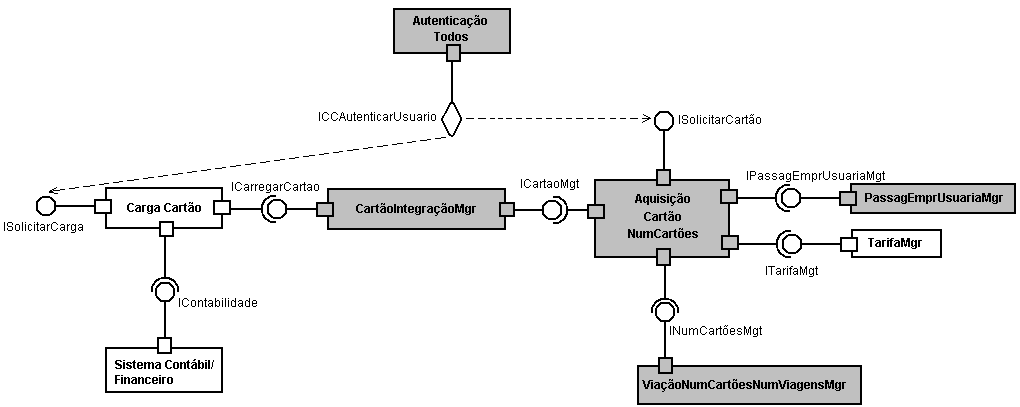 Autenticação
Todos
ICCAutenticarUsuario
ISolicitarCartão
ICarregarCartao
ICartaoMgt
IPassagEmprUsuariaMgt
Carga Cartão
CartãoIntegraçãoMgr
Aquisição
Cartão
NumCartões
PassagEmprUsuariaMgr
ISolicitarCarga
TarifaMgr
ITarifaMgt
IContabilidade
INumCartõesMgt
Sistema Contábil/
Financeiro
ViaçãoNumCartõesNumViagensMgr